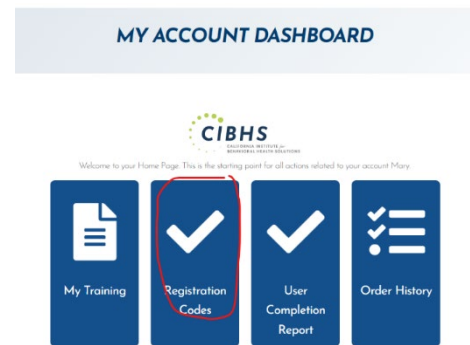 MY ACCOUNT DASHBOARD
CIBHS
CALIFORNIA INSTITUTE for
BEHAVIORAL HEALTH SOLUTIONS
Welcome to your Home Page. This is the starting point for all actions related to your account Mary.
My Training
Registration
Codes
User
Completion
Report
Order History